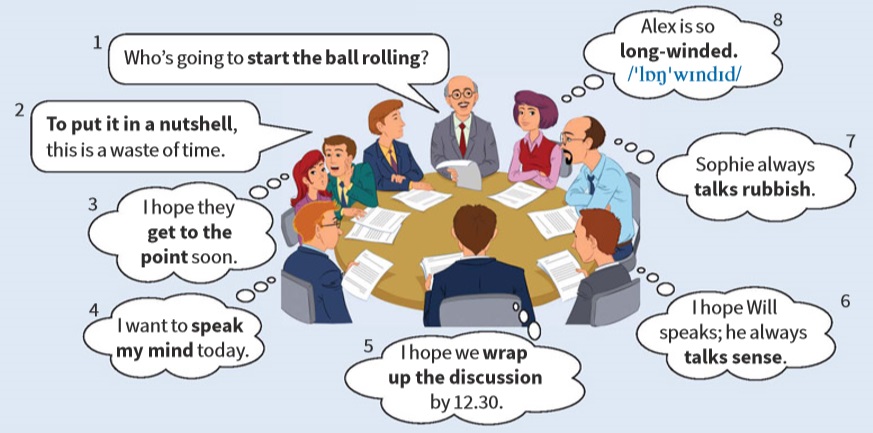 1
Who's going to start the ball rolling?
2
To put it in a nutshell,
this is a waste of time.
3
I hope they
get to the
point soon.
4
I want to speak
my mind today.
5
I hope we wrap
up the discussion
by 12.30.
6
I hope Will
speaks; he always
talks sense.
7
Sophie always
talks rubbish.
8
Alex is so
long-winded.
/ˈlɒŋˈwɪndɪd/